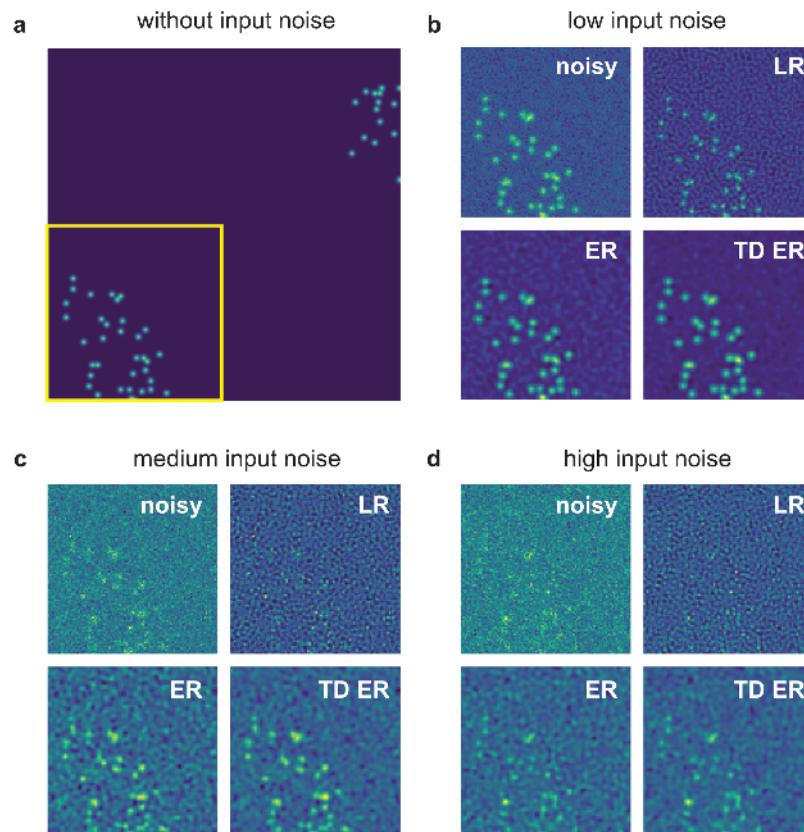 a without input noise
b low input noise
noisy LR
ER TD ER
c medium input noise
d high input noise
noisy LR
noisy LR
ER TD ER
ER TD ER